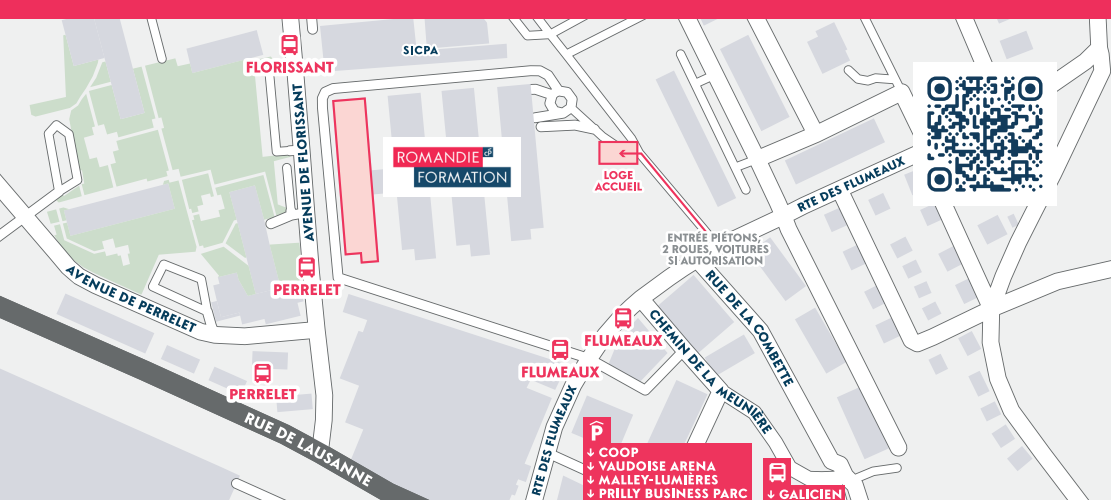 SICPA
FLORISSANT
AVENUE DE FLORISSANT
ROMANDIE cf
FORMATION
LOGE
ACCUEIL
RTE DES FLUMEAUX
ENTRÉE PIÉTONS,
2 ROUES, VOITURES
SI AUTORISATION
PERRELET
AVENUE DE PERRELET
RUE DE LA COMBETTE
FLUMEAUX
CHEMIN DE LA MEUNIÈRE
FLUMEAUX
PERRELET
RUE DE LAUSANNE
RTE DES FLUMEAUX
P
↓ COOP
↓ VAUDOISE ARENA
↓ MALLEY-LUMIÈRES
↓ PRILLY BUSINESS PARC
↓ GALICIEN